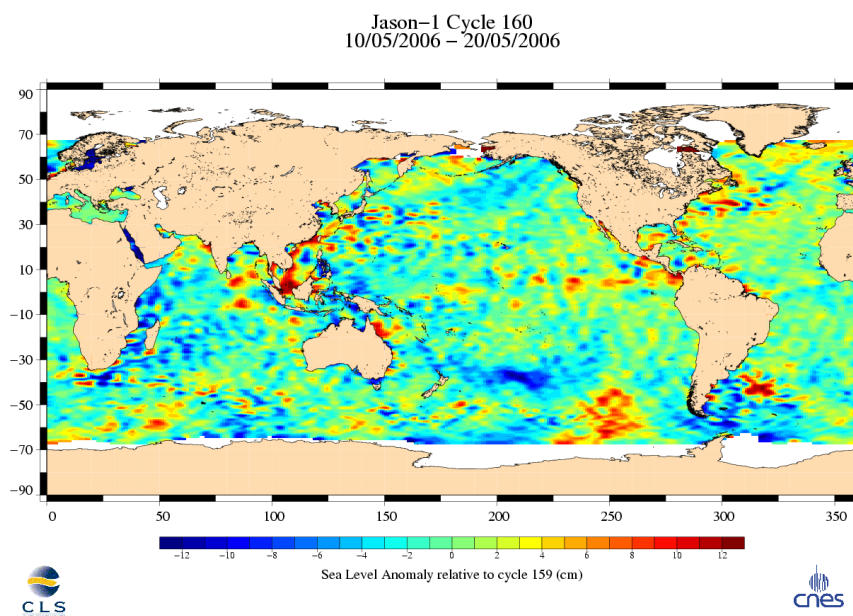 Jason−1 Cycle 160
10/05/2006 − 20/05/2006
90
70
50
30
10
−10
−30
−50
−70
−90
0 50 100 150 200 250 300 350
−12 −10 −8 −6 −4 −2 0 2 4 6 8 10 12
Sea Level Anomaly relative to cycle 159 (cm)
CLS
cnes